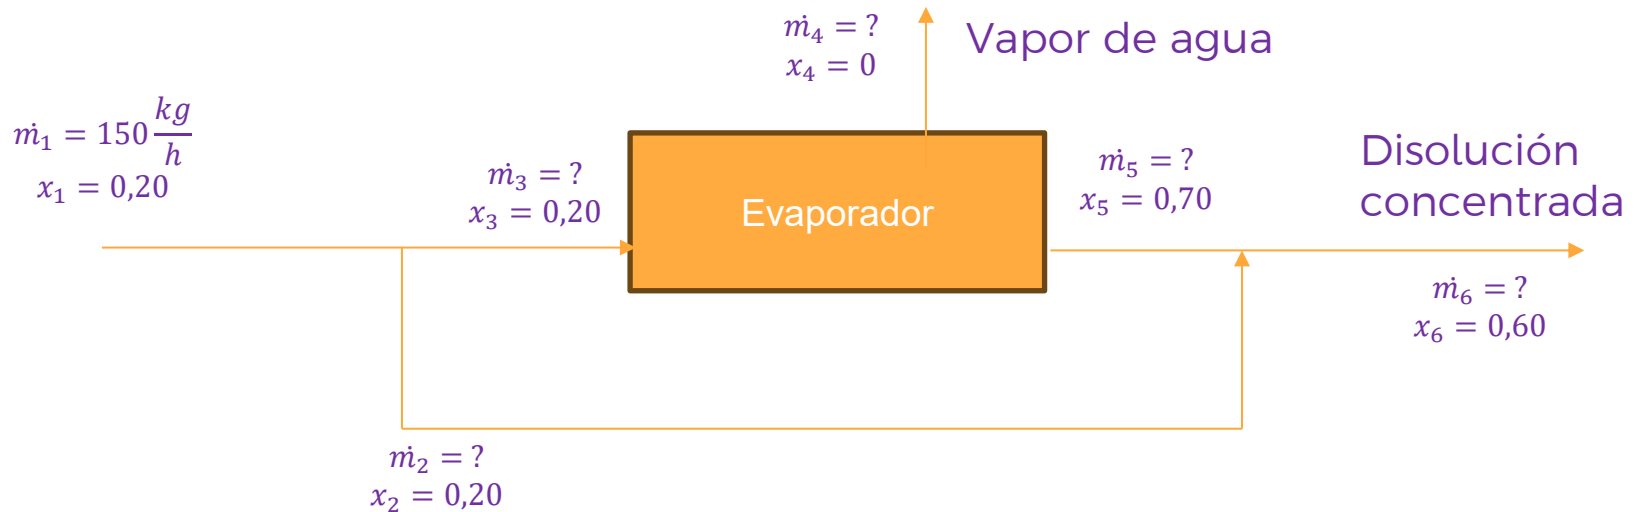 ṁ₄ = ?
x₄ = 0
Vapor de agua
ṁ₁ = 150 kg/h
x₁ = 0,20
ṁ₃ = ?
x₃ = 0,20
Evaporador
ṁ₅ = ?
x₅ = 0,70
Disolución
concentrada
ṁ₆ = ?
x₆ = 0,60
ṁ₂ = ?
x₂ = 0,20